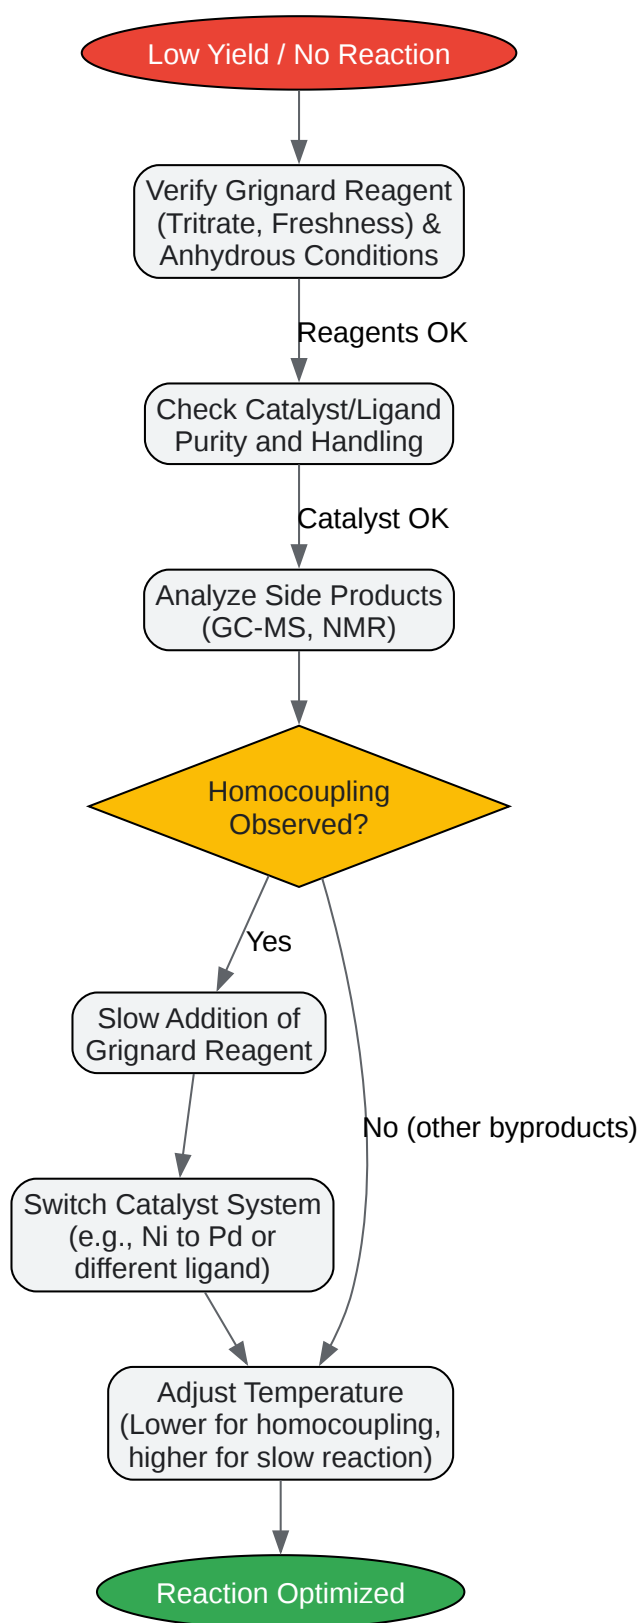 Low Yield / No Reaction
Verify Grignard Reagent
(Tritrate, Freshness) &
Anhydrous Conditions
Reagents OK
Check Catalyst/Ligand
Purity and Handling
Catalyst OK
Analyze Side Products
(GC-MS, NMR)
Homocoupling
Observed?
Yes
Slow Addition of
Grignard Reagent
No (other byproducts)
Switch Catalyst System
(e.g., Ni to Pd or
different ligand)
Adjust Temperature
(Lower for homocoupling,
higher for slow reaction)
Reaction Optimized